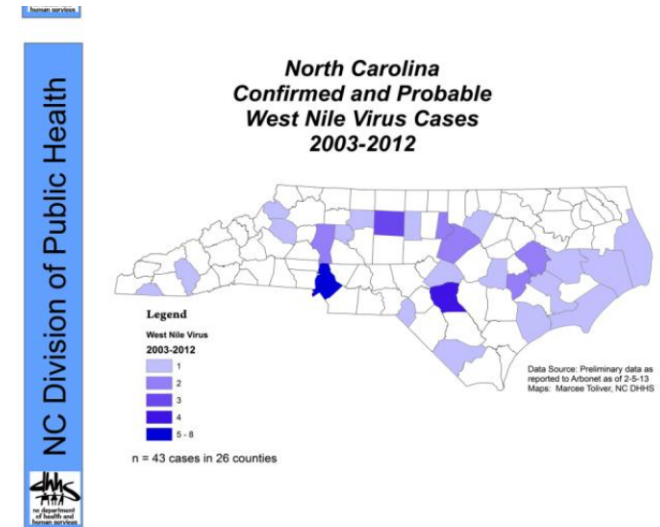 human services
NC Division of Public Health
North Carolina
Confirmed and Probable
West Nile Virus Cases
2003-2012
Legend
West Nile Virus
2003-2012
1
2
3
4
5 - 8
n = 43 cases in 26 counties
Data Source: Preliminary data as
reported to Arbonet as of 2-5-13
Maps: Marcee Toliver, NC DHHS
dhhs
nc department
of health and
human services